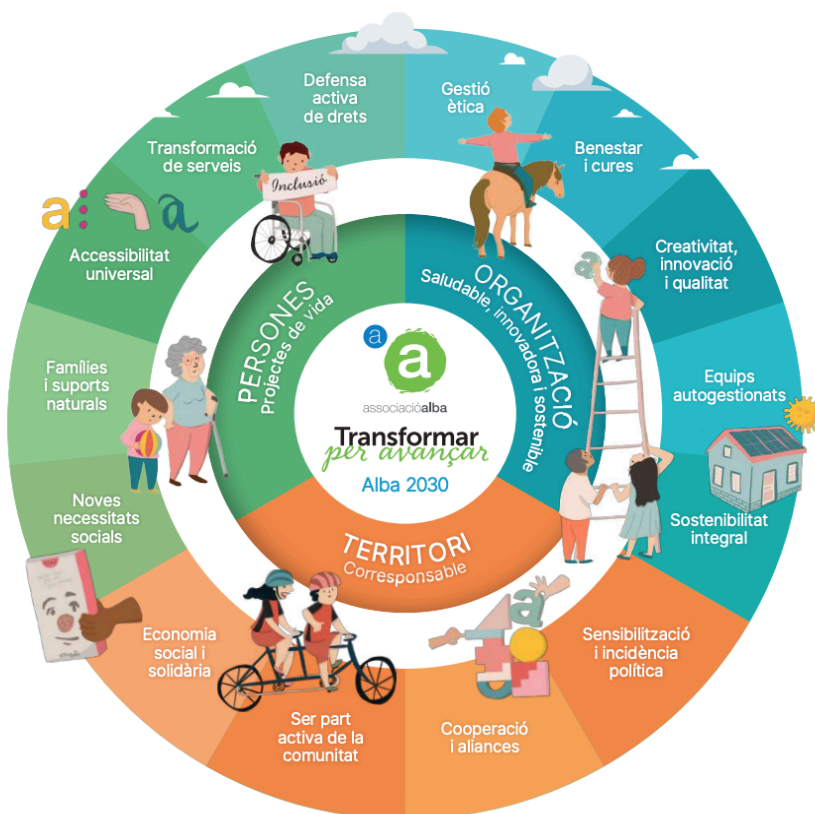 Defensa
activa
de drets
Gestió
ètica
Benestar
i cures
Creativitat,
innovació
i qualitat
Equips
autogestionats
Sostenibilitat
integral
Sensibilització
i incidència
política
Cooperació
i aliances
Ser part
activa de la
comunitat
Economia
social i
solidària
Noves
necessitats
socials
Famílies
i suports
naturals
Accessibilitat
universal
Transformació
de serveis
Inclusió
PERSONES
Projectes de vida
ORGANITZACIÓ
Saludable, innovadora i sostenible
TERRITORI
Corresponsable
a
a
associacióalba
Transformar
per avançar
Alba 2030
a
a
a
a